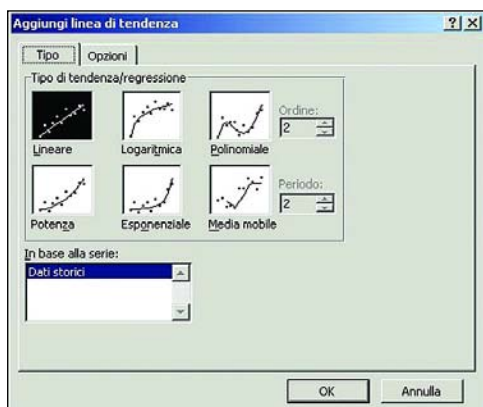 Aggiungi linea di tendenza
Tipo
Opzioni
Tipo di tendenza/regressione
Lineare
Logaritmica
Polinomiale
Ordine:
2
Potenza
Esponenziale
Media mobile
Periodo:
2
In base alla serie:
Dati storici
OK
Annulla